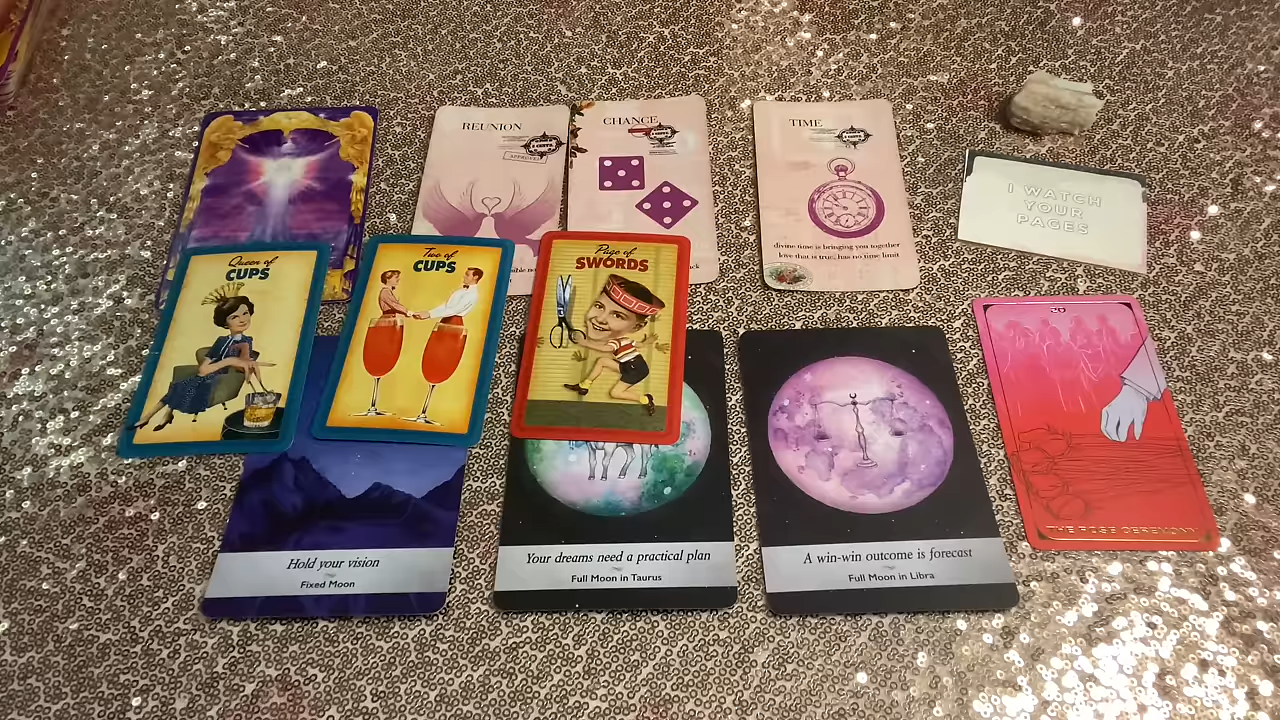 REUNION
APPROVED
CHANCE
TIME
divine time is bringing you together
love that is true, has no time limit
I WATCH
YOUR
PAGES
Queen of
CUPS
Two of
CUPS
Page of
SWORDS
Hold your vision
Fixed Moon
Your dreams need a practical plan
Full Moon in Taurus
A win-win outcome is forecast
Full Moon in Libra
THE ROSE CEREMONY